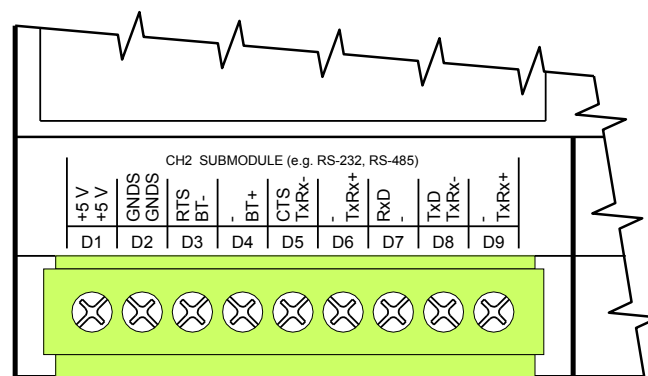 CH2 SUBMODULE (e.g. RS-232, RS-485)
+5 V
+5 V
GNDS
GNDS
RTS
BT-
-
BT+
CTS
TxRx-
-
TxRx+
RxD
-
TxD
TxRx-
-
TxRx+
D1 D2 D3 D4 D5 D6 D7 D8 D9